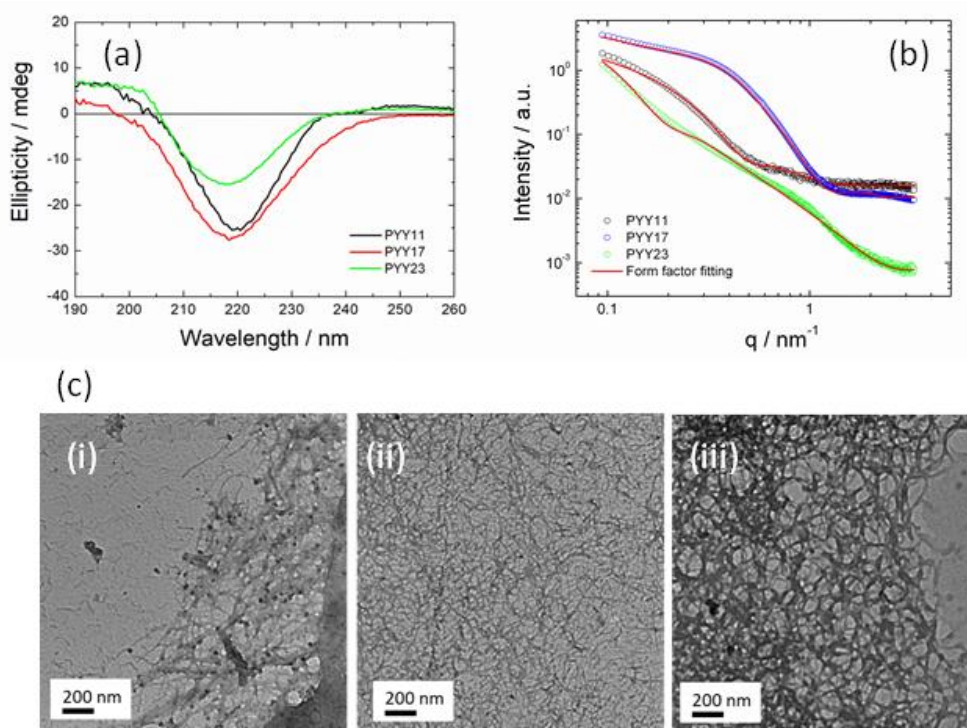 (a)
20
10
0
-10
-20
-30
-40
Ellipticity / mdeg
PYY11
PYY17
PYY23
190 200 210 220 230 240 250 260
Wavelength / nm
(b)
10⁰
10⁻¹
10⁻²
10⁻³
Intensity / a.u.
PYY11
PYY17
PYY23
Form factor fitting
0.1 1
q / nm⁻¹
(c)
(i)
200 nm
(ii)
200 nm
(iii)
200 nm